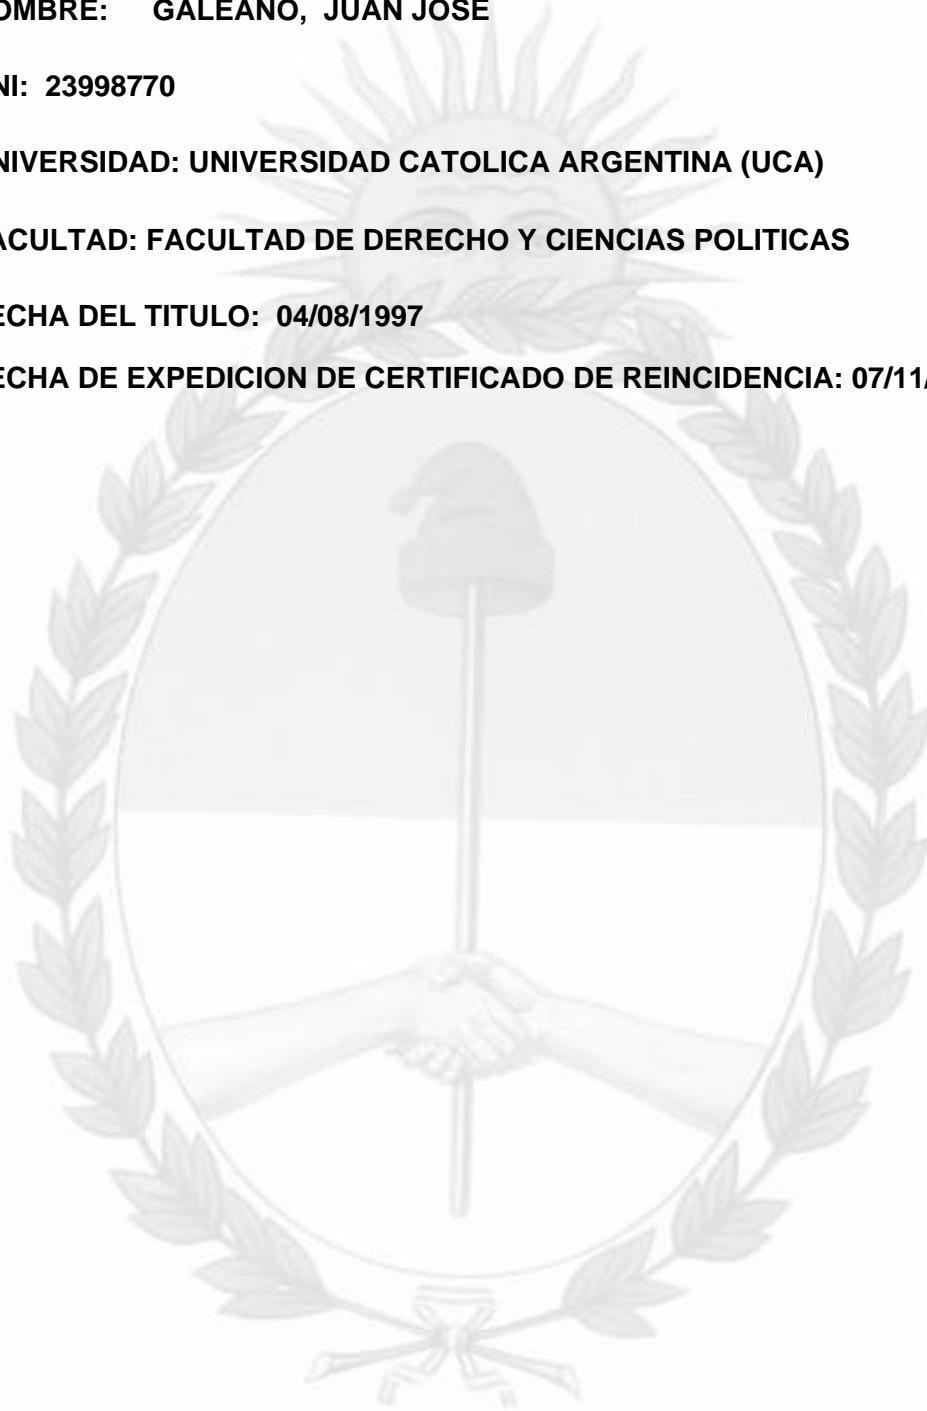 OMBRE: GALEANO, JUAN JOSE
NI: 23998770
NIVERSIDAD: UNIVERSIDAD CATOLICA ARGENTINA (UCA)
ACULTAD: FACULTAD DE DERECHO Y CIENCIAS POLITICAS
ECHA DEL TITULO: 04/08/1997
ECHA DE EXPEDICION DE CERTIFICADO DE REINCIDENCIA: 07/11/